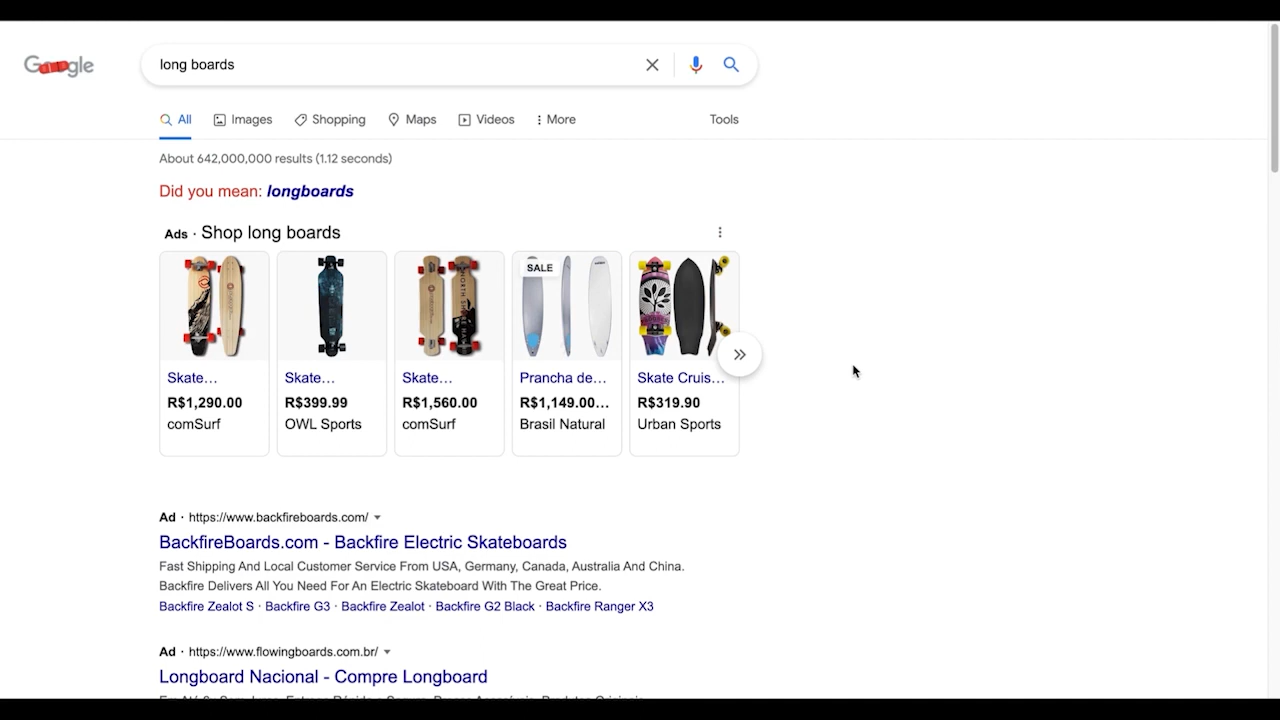 Google
long boards
All Images Shopping Maps Videos More Tools
About 642,000,000 results (1.12 seconds)
Did you mean: longboards
Ads · Shop long boards
SALE
Skate… Skate… Skate… Prancha de… Skate Cruis…
R$1,290.00 R$399.99 R$1,560.00 R$1,149.00… R$319.90
comSurf OWL Sports comSurf Brasil Natural Urban Sports
Ad · https://www.backfireboards.com/
BackfireBoards.com - Backfire Electric Skateboards
Fast Shipping And Local Customer Service From USA, Germany, Canada, Australia And China.
Backfire Delivers All You Need For An Electric Skateboard With The Great Price.
Backfire Zealot S · Backfire G3 · Backfire Zealot · Backfire G2 Black · Backfire Ranger X3
Ad · https://www.flowingboards.com.br/
Longboard Nacional - Compre Longboard